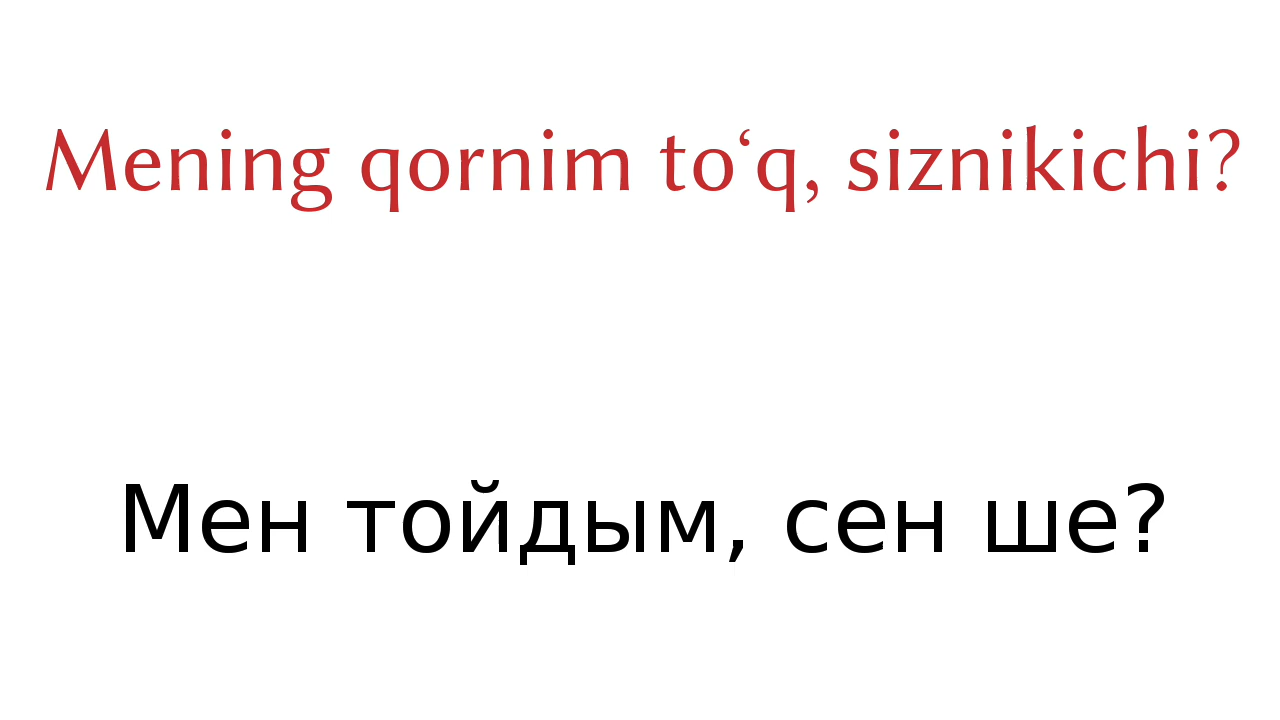 Mening qornim to‘q, siznikichi?
Мен тойдым, сен ше?